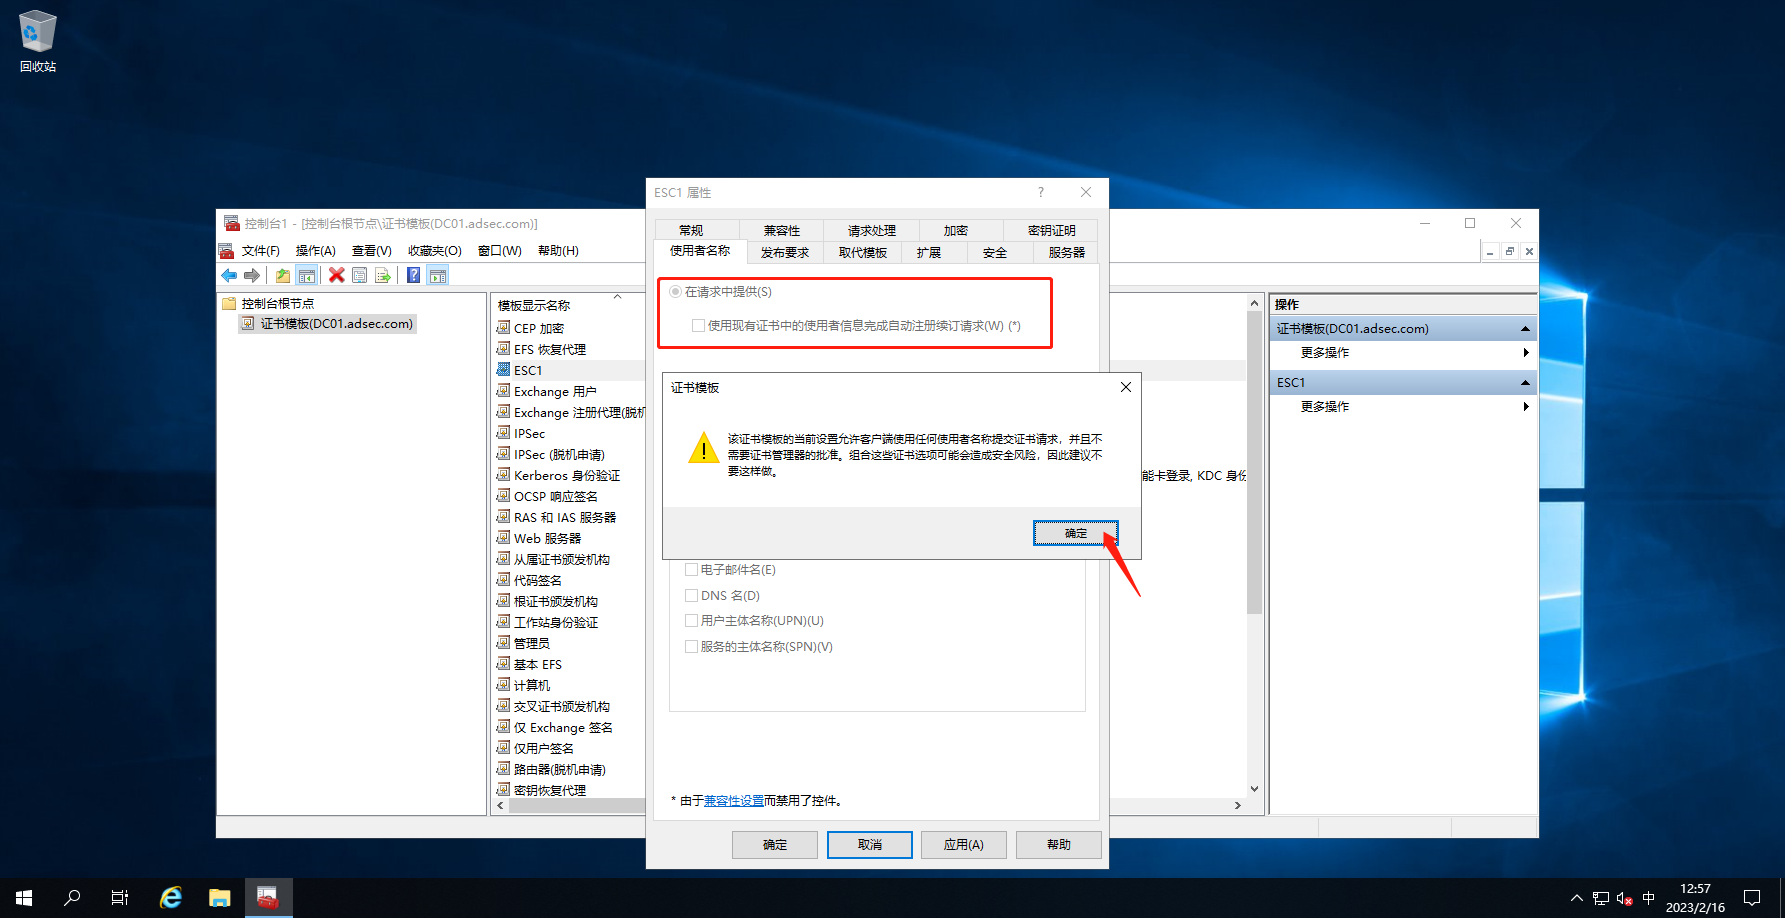 回收站
控制台1 - [控制台根节点\证书模板(DC01.adsec.com)]
文件(F) 操作(A) 查看(V) 收藏夹(O) 窗口(W) 帮助(H)
控制台根节点
证书模板(DC01.adsec.com)
模板显示名称
CEP 加密
EFS 恢复代理
ESC1
Exchange 用户
Exchange 注册代理(脱机
IPSec
IPSec (脱机申请)
Kerberos 身份验证
OCSP 响应签名
RAS 和 IAS 服务器
Web 服务器
从属证书颁发机构
代码签名
根证书颁发机构
工作站身份验证
管理员
基本 EFS
计算机
交叉证书颁发机构
仅 Exchange 签名
仅用户签名
路由器(脱机申请)
密钥恢复代理
ESC1 属性
?
常规 兼容性 请求处理 加密 密钥证明
使用者名称 发布要求 取代模板 扩展 安全 服务器
在请求中提供(S)
使用现有证书中的使用者信息完成自动注册续订请求(W) (*)
证书模板
该证书模板的当前设置允许客户端使用任何使用者名称提交证书请求，并且不
需要证书管理器的批准。组合这些证书选项可能会造成安全风险，因此建议不
要这样做。
确定
电子邮件名(E)
DNS 名(D)
用户主体名称(UPN)(U)
服务的主体名称(SPN)(V)
* 由于兼容性设置而禁用了控件。
确定 取消 应用(A) 帮助
能卡登录, KDC 身份
操作
证书模板(DC01.adsec.com)
更多操作
ESC1
更多操作
中
12:57
2023/2/16